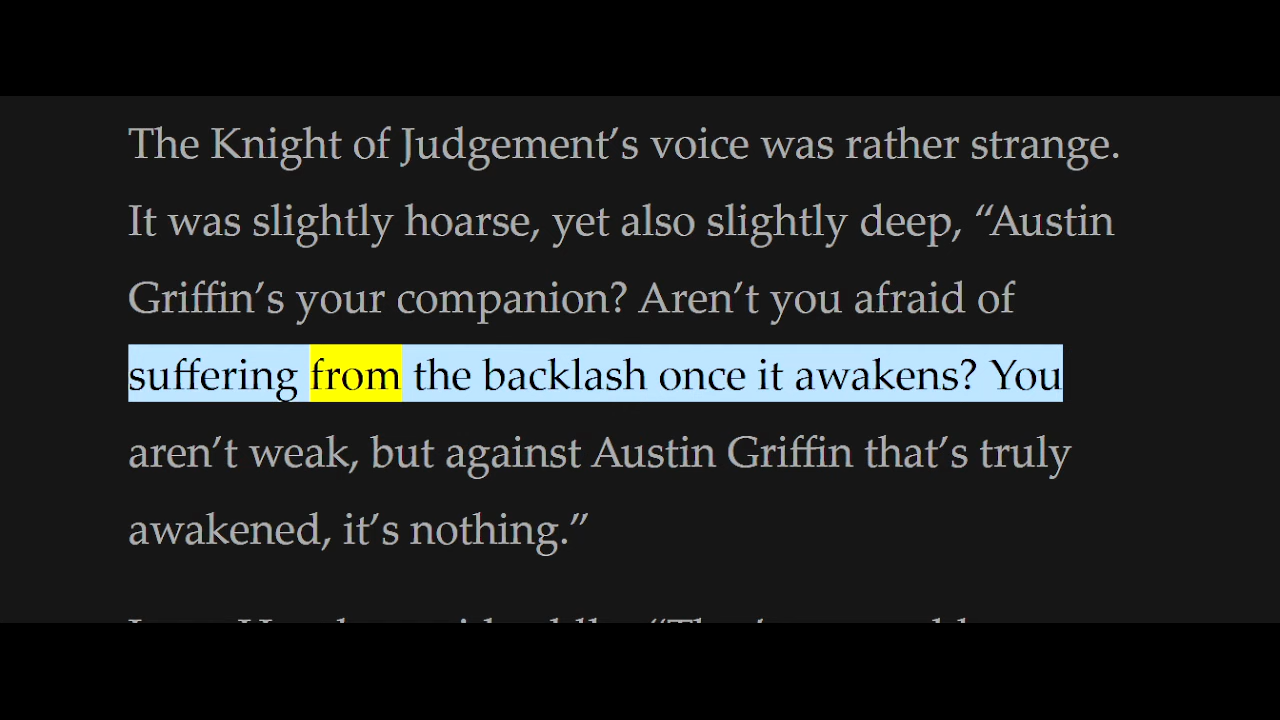 The Knight of Judgement’s voice was rather strange.
It was slightly hoarse, yet also slightly deep, “Austin
Griffin’s your companion? Aren’t you afraid of
suffering from the backlash once it awakens? You
aren’t weak, but against Austin Griffin that’s truly
awakened, it’s nothing.”